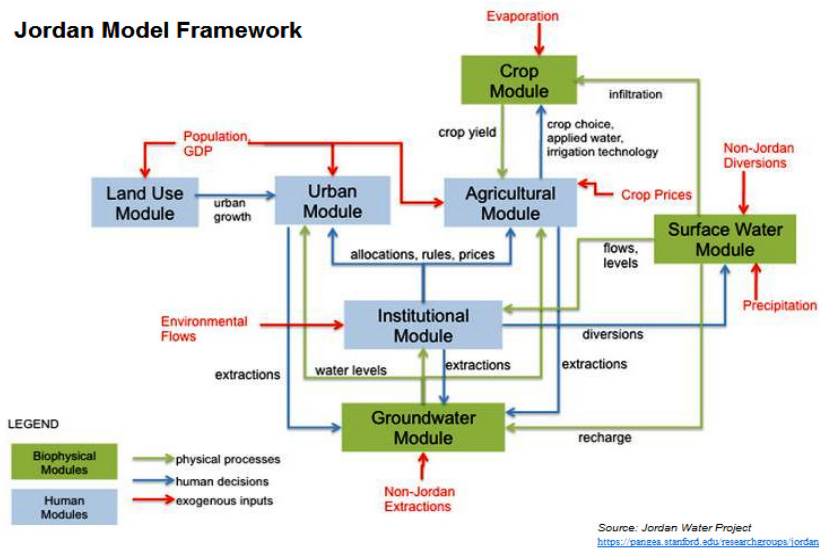 Jordan Model Framework
Evaporation
Crop
Module
infiltration
crop yield
crop choice,
applied water,
irrigation technology
Population,
GDP
Non-Jordan
Diversions
Land Use
Module
urban
growth
Urban
Module
Agricultural
Module
Crop Prices
Surface Water
Module
allocations, rules, prices
flows,
levels
Precipitation
Environmental
Flows
Institutional
Module
diversions
extractions
water levels
extractions
extractions
Groundwater
Module
recharge
Non-Jordan
Extractions
LEGEND
Biophysical
Modules
Human
Modules
physical processes
human decisions
exogenous inputs
Source: Jordan Water Project
https://pangea.stanford.edu/researchgroups/jordan/